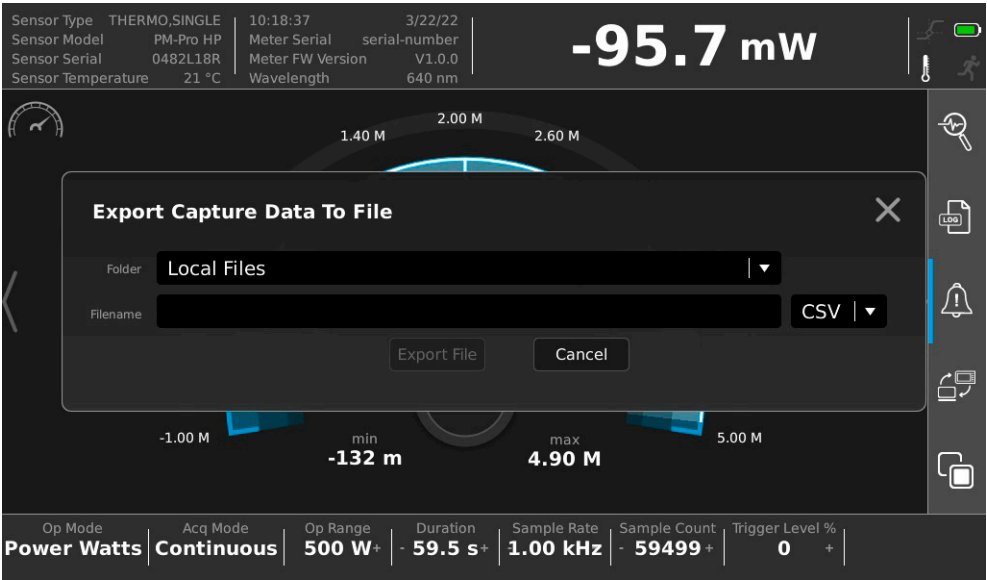 Sensor Type THERMO,SINGLE
Sensor Model PM-Pro HP
Sensor Serial 0482L18R
Sensor Temperature 21 °C
10:18:37 3/22/22
Meter Serial serial-number
Meter FW Version V1.0.0
Wavelength 640 nm
-95.7 mW
1.40 M 2.00 M 2.60 M
LOG
Export Capture Data To File
Folder Local Files
Filename CSV
Export File Cancel
-1.00 M 5.00 M
min max
-132 m 4.90 M
Op Mode Acq Mode Op Range Duration Sample Rate Sample Count Trigger Level %
Power Watts Continuous 500 W+ - 59.5 s+ 1.00 kHz - 59499 + 0 +